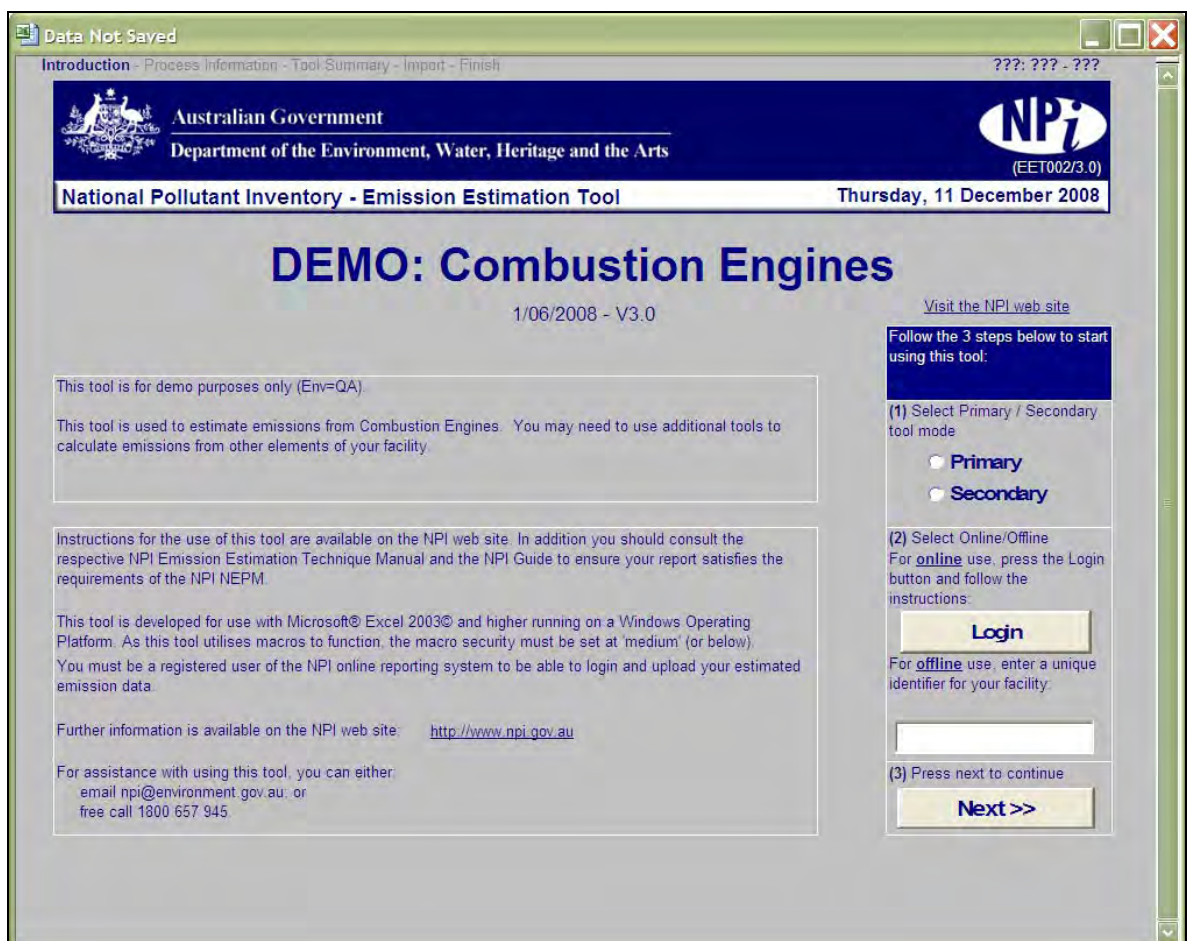 Data Not Saved
Introduction - Process Information - Tool Summary - Import - Finish
???: ??? - ???
Australian Government
Department of the Environment, Water, Heritage and the Arts
NPi
(EET002/3.0)
National Pollutant Inventory - Emission Estimation Tool
Thursday, 11 December 2008
DEMO: Combustion Engines
1/06/2008 - V3.0
This tool is for demo purposes only (Env=QA).
This tool is used to estimate emissions from Combustion Engines. You may need to use additional tools to
calculate emissions from other elements of your facility.
Instructions for the use of this tool are available on the NPI web site. In addition you should consult the
respective NPI Emission Estimation Technique Manual and the NPI Guide to ensure your report satisfies the
requirements of the NPI NEPM.
This tool is developed for use with Microsoft® Excel 2003© and higher running on a Windows Operating
Platform. As this tool utilises macros to function, the macro security must be set at 'medium' (or below).
You must be a registered user of the NPI online reporting system to be able to login and upload your estimated
emission data.
Further information is available on the NPI web site: http://www.npi.gov.au
For assistance with using this tool, you can either:
email npi@environment.gov.au; or
free call 1800 657 945.
Visit the NPI web site
Follow the 3 steps below to start
using this tool:
(1) Select Primary / Secondary
tool mode
Primary
Secondary
(2) Select Online/Offline
For online use, press the Login
button and follow the
instructions:
Login
For offline use, enter a unique
identifier for your facility:
(3) Press next to continue
Next >>